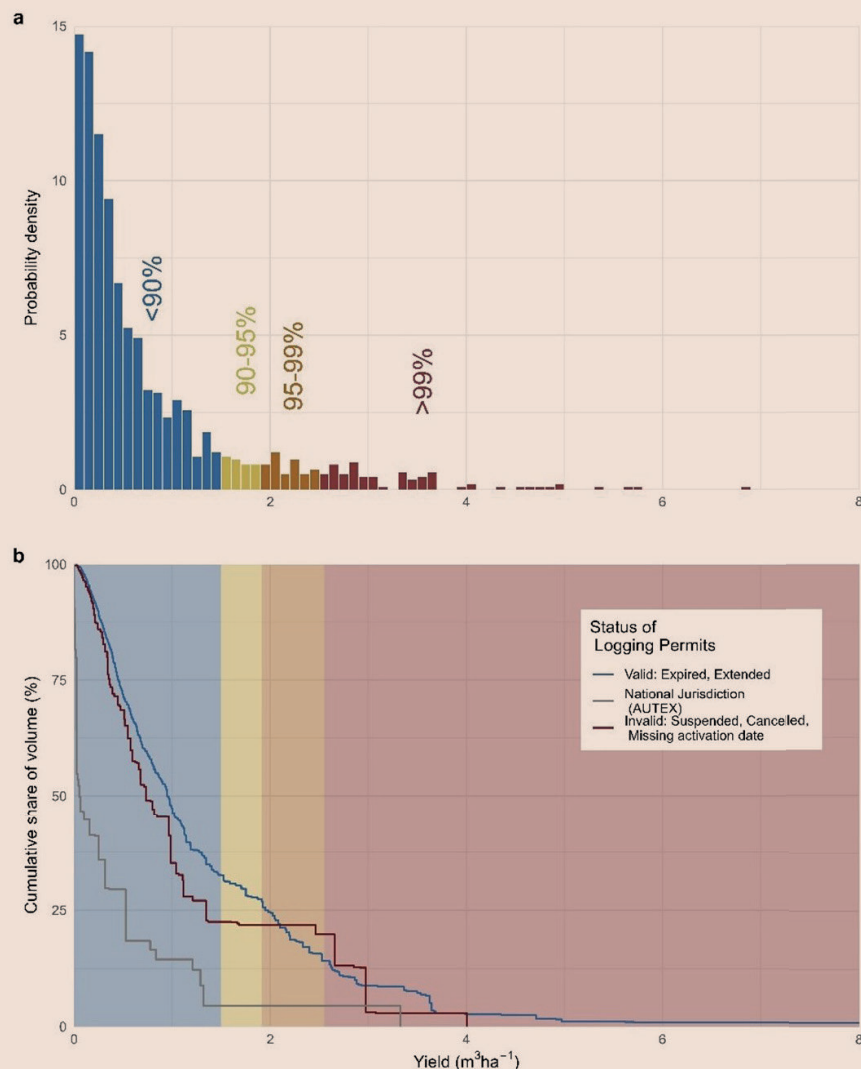 a
15
10
5
0
Probability density
<90%
90-95%
95-99%
>99%
0
2
4
6
8
b
100
75
50
25
0
Cumulative share of volume (%)
Status of
Logging Permits
Valid: Expired, Extended
National Jurisdiction
(AUTEX)
Invalid: Suspended, Canceled,
Missing activation date
0
2
4
6
8
Yield (m³ha⁻¹)